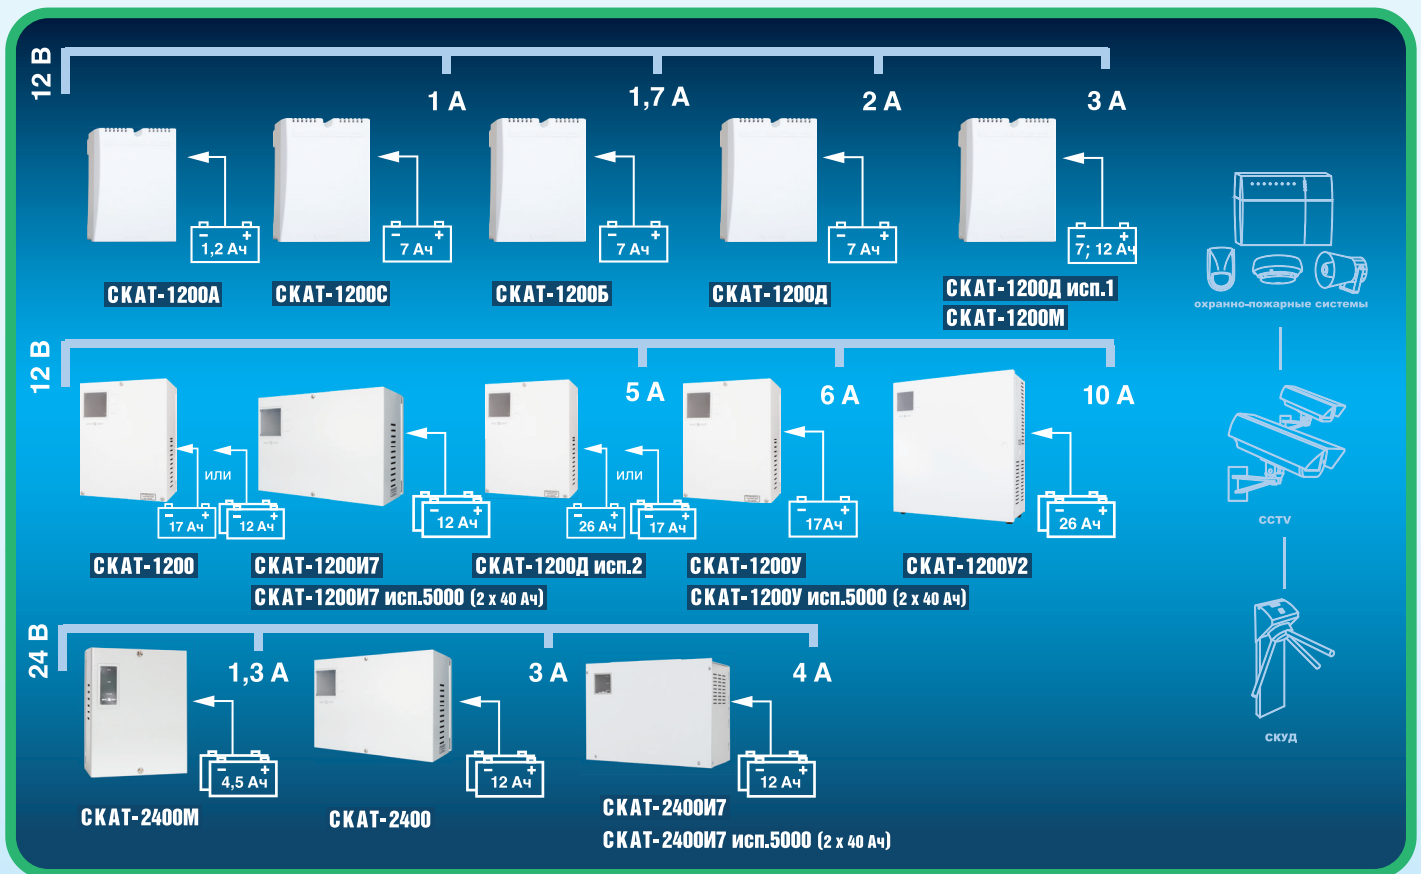 12 В
1 А
1,7 А
2 А
3 А
1,2 Ач
7 Ач
7 Ач
7 Ач
7; 12 Ач
СКАТ-1200А
СКАТ-1200С
СКАТ-1200Б
СКАТ-1200Д
СКАТ-1200Д исп.1
СКАТ-1200М
охранно-пожарные системы
12 В
5 А
6 А
10 А
или
или
17 Ач
12 Ач
12 Ач
26 Ач
17 Ач
17Ач
26 Ач
CCTV
СКАТ-1200
СКАТ-1200И7
СКАТ-1200Д исп.2
СКАТ-1200У
СКАТ-1200У2
СКАТ-1200И7 исп.5000 (2 х 40 Ач)
СКАТ-1200У исп.5000 (2 х 40 Ач)
24 В
1,3 А
3 А
4 А
СКУД
4,5 Ач
12 Ач
12 Ач
СКАТ-2400М
СКАТ-2400
СКАТ-2400И7
СКАТ-2400И7 исп.5000 (2 х 40 Ач)